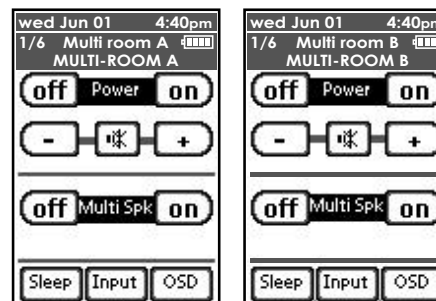 wed Jun 01 4:40pm
1/6 Multi room A
MULTI-ROOM A
off Power on
- +
off Multi Spk on
Sleep Input OSD
wed Jun 01 4:40pm
1/6 Multi room B
MULTI-ROOM B
off Power on
- +
off Multi Spk on
Sleep Input OSD